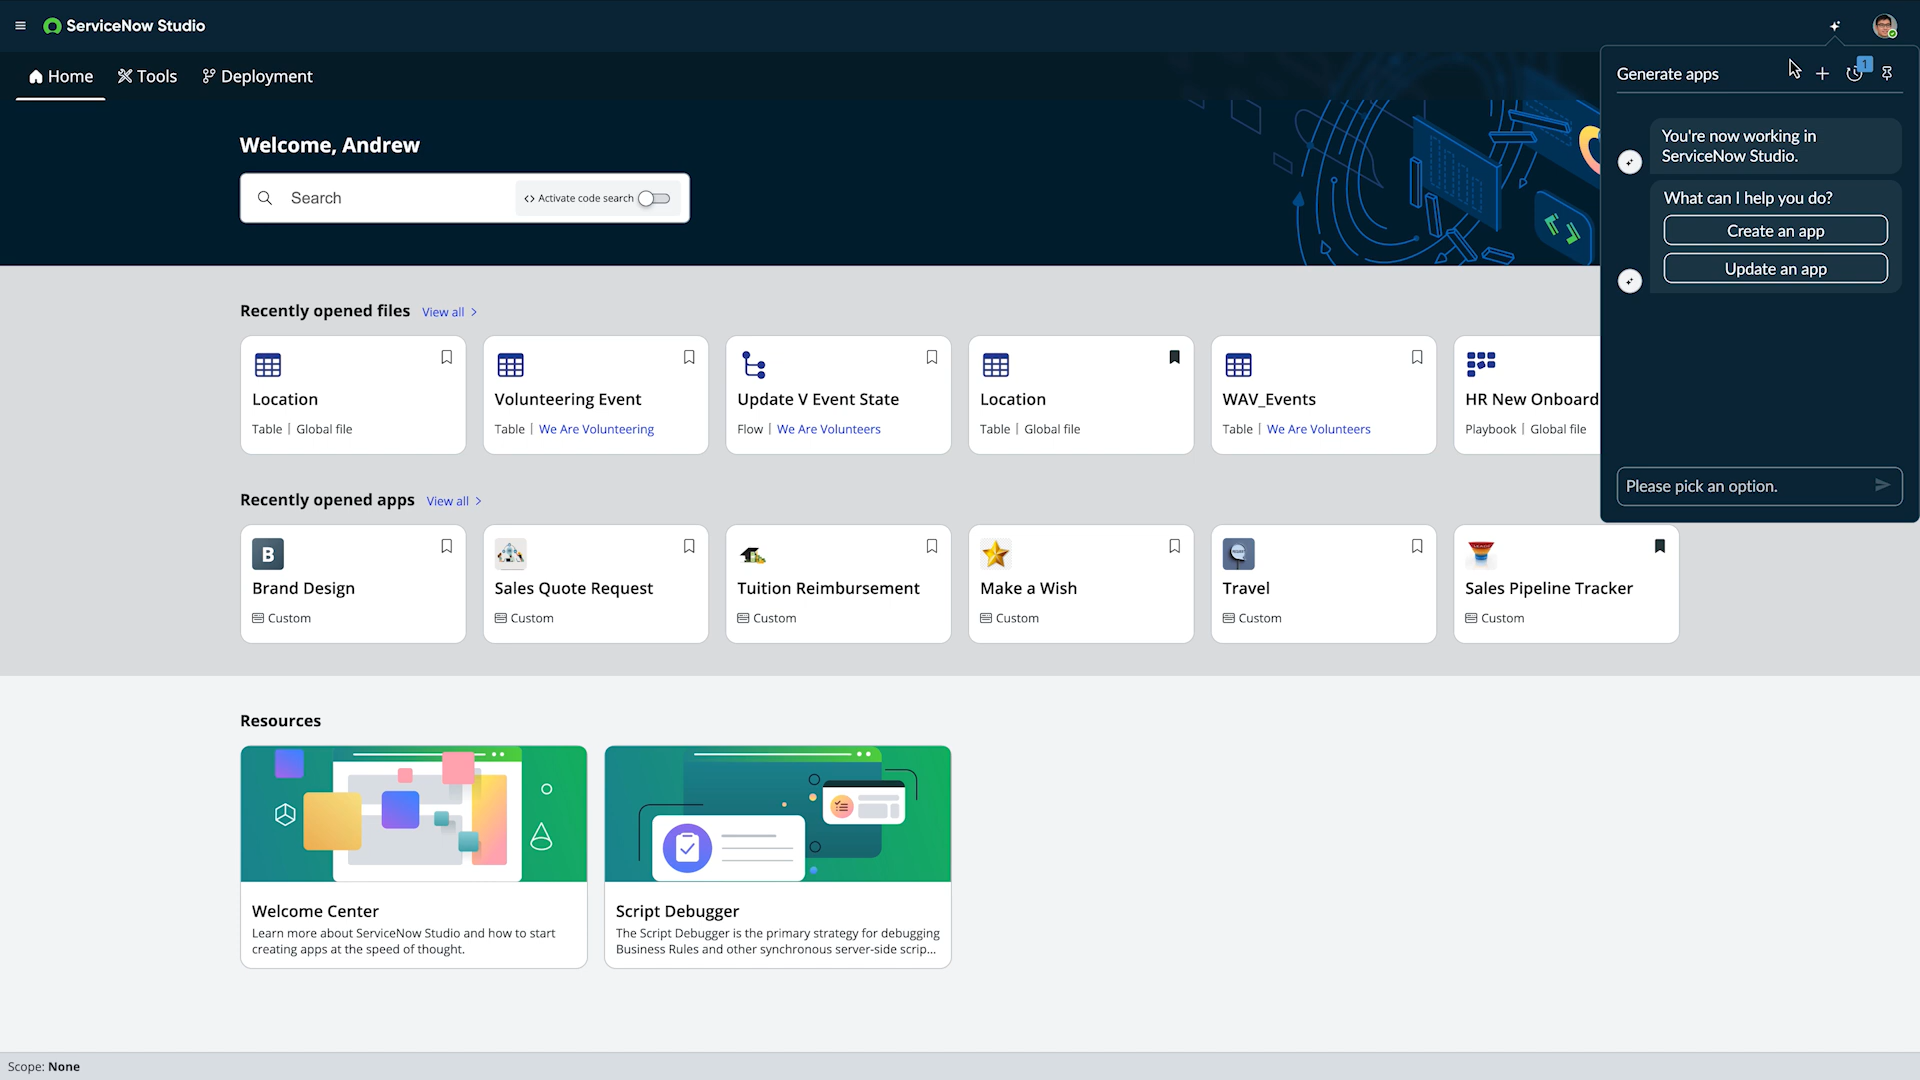 ServiceNow Studio
Home
Tools
Deployment
Generate apps
1
Welcome, Andrew
Search
<> Activate code search
You're now working in
ServiceNow Studio.
What can I help you do?
Create an app
Update an app
Please pick an option.
Recently opened files
View all >
Location
Table | Global file
Volunteering Event
Table | We Are Volunteering
Update V Event State
Flow | We Are Volunteers
Location
Table | Global file
WAV_Events
Table | We Are Volunteers
HR New Onboard
Playbook | Global file
Recently opened apps
View all >
B
Brand Design
Custom
Sales Quote Request
Custom
Tuition Reimbursement
Custom
Make a Wish
Custom
Travel
Custom
Sales Pipeline Tracker
Custom
Resources
Welcome Center
Learn more about ServiceNow Studio and how to start
creating apps at the speed of thought.
Script Debugger
The Script Debugger is the primary strategy for debugging
Business Rules and other synchronous server-side scrip...
Scope: None